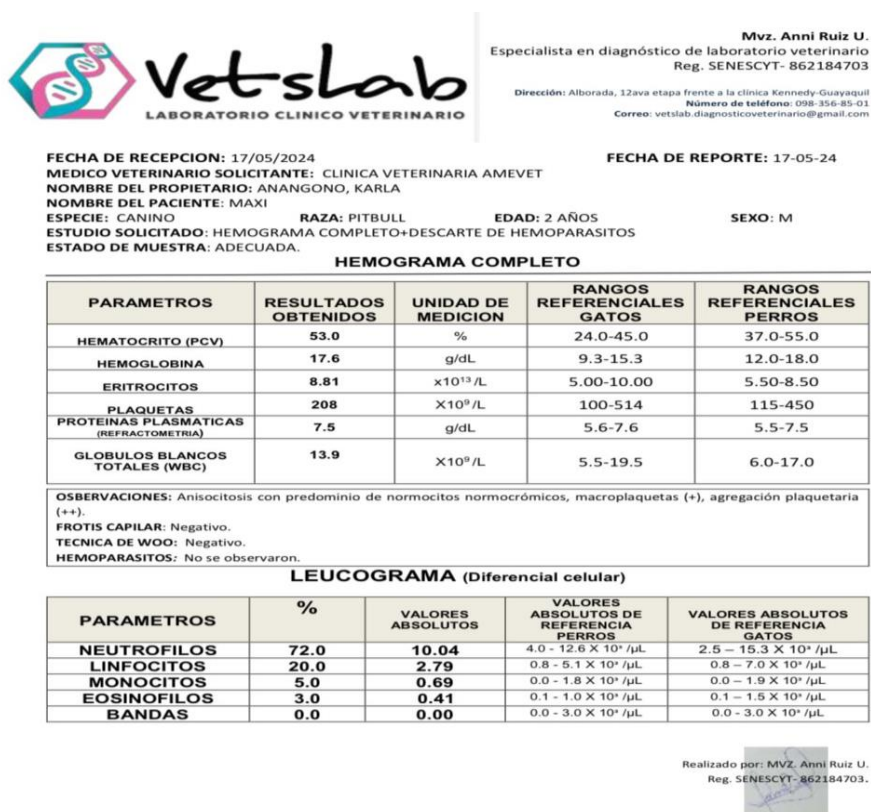 VetsLab
LABORATORIO CLINICO VETERINARIO
Mvz. Anni Ruiz U.
Especialista en diagnóstico de laboratorio veterinario
Reg. SENESCYT- 862184703
Dirección: Alborada, 12ava etapa frente a la clínica Kennedy-Guayaquil
Número de teléfono: 098-356-85-01
Correo: vetslab.diagnosticoveterinario@gmail.com
FECHA DE RECEPCION: 17/05/2024 FECHA DE REPORTE: 17-05-24
MEDICO VETERINARIO SOLICITANTE: CLINICA VETERINARIA AMEVET
NOMBRE DEL PROPIETARIO: ANANGONO, KARLA
NOMBRE DEL PACIENTE: MAXI
ESPECIE: CANINO RAZA: PITBULL EDAD: 2 AÑOS SEXO: M
ESTUDIO SOLICITADO: HEMOGRAMA COMPLETO+DESCARTE DE HEMOPARASITOS
ESTADO DE MUESTRA: ADECUADA.
HEMOGRAMA COMPLETO
PARAMETROS RESULTADOS OBTENIDOS UNIDAD DE MEDICION RANGOS REFERENCIALES GATOS RANGOS REFERENCIALES PERROS
HEMATOCRITO (PCV) 53.0 % 24.0-45.0 37.0-55.0
HEMOGLOBINA 17.6 g/dL 9.3-15.3 12.0-18.0
ERITROCITOS 8.81 x10¹³/L 5.00-10.00 5.50-8.50
PLAQUETAS 208 X10⁹/L 100-514 115-450
PROTEINAS PLASMATICAS (REFRACTOMETRIA) 7.5 g/dL 5.6-7.6 5.5-7.5
GLOBULOS BLANCOS TOTALES (WBC) 13.9 X10⁹/L 5.5-19.5 6.0-17.0
OSBERVACIONES: Anisocitosis con predominio de normocitos normocrómicos, macroplaquetas (+), agregación plaquetaria
(++).
FROTIS CAPILAR: Negativo.
TECNICA DE WOO: Negativo.
HEMOPARASITOS: No se observaron.
LEUCOGRAMA (Diferencial celular)
PARAMETROS % VALORES ABSOLUTOS VALORES ABSOLUTOS DE REFERENCIA PERROS VALORES ABSOLUTOS DE REFERENCIA GATOS
NEUTROFILOS 72.0 10.04 4.0 - 12.6 X 10³ /µL 2.5 – 15.3 X 10³ /µL
LINFOCITOS 20.0 2.79 0.8 - 5.1 X 10³ /µL 0.8 – 7.0 X 10³ /µL
MONOCITOS 5.0 0.69 0.0 - 1.8 X 10³ /µL 0.0 – 1.9 X 10³ /µL
EOSINOFILOS 3.0 0.41 0.1 - 1.0 X 10³ /µL 0.1 – 1.5 X 10³ /µL
BANDAS 0.0 0.00 0.0 - 3.0 X 10³ /µL 0.0 - 3.0 X 10³ /µL
Realizado por: MVZ. Anni Ruiz U.
Reg. SENESCYT- 862184703.